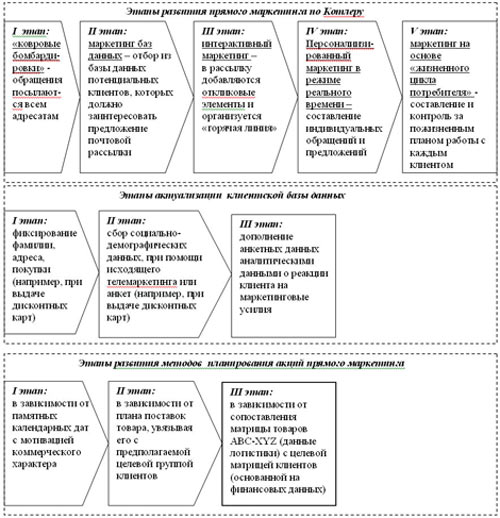 Этапы развития прямого маркетинга по Котлеру
I этап:
«ковровые
бомбарди-
ровки» -
обращения
посылают-
ся всем
адресатам
II этап:
маркетинг баз
данных – отбор из
базы данных
потенциальных
клиентов, которых
должно
заинтересовать
предложение
почтовой
рассылки
III этап:
интерактивный
маркетинг –
в рассылку
добавляются
откликовые
элементы и
организуется
«горячая линия»
IV этап:
Персонализи-
рованный
маркетинг в
режиме
реального
времени –
составление
индивидуальных
обращений и
предложений
V этап:
маркетинг на
основе
«жизненного
цикла
потребителя» -
составление и
контроль за
пожизненным
планом работы с
каждым
клиентом
Этапы актуализации клиентской базы данных
I этап:
фиксирование
фамилии,
адреса,
покупки
(например, при
выдаче
дисконтных
карт)
II этап:
сбор социально-
демографических
данных, при помощи
исходящего
телемаркетинга или
анкет (например, при
выдаче дисконтных
карт)
III этап:
дополнение
анкетных данных
аналитическими
данными о реакции
клиента на
маркетинговые
усилия
Этапы развития методов планирования акций прямого маркетинга
I этап:
в зависимости от
памятных
календарных дат
с мотивацией
коммерческого
характера
II этап:
в зависимости от
плана поставок
товара, увязывая
его с
предполагаемой
целевой группой
клиентов
III этап:
в зависимости от
сопоставления
матрицы товаров
ABC-XYZ (данные
логистики) с целевой
матрицей клиентов
(основанной на
финансовых данных)